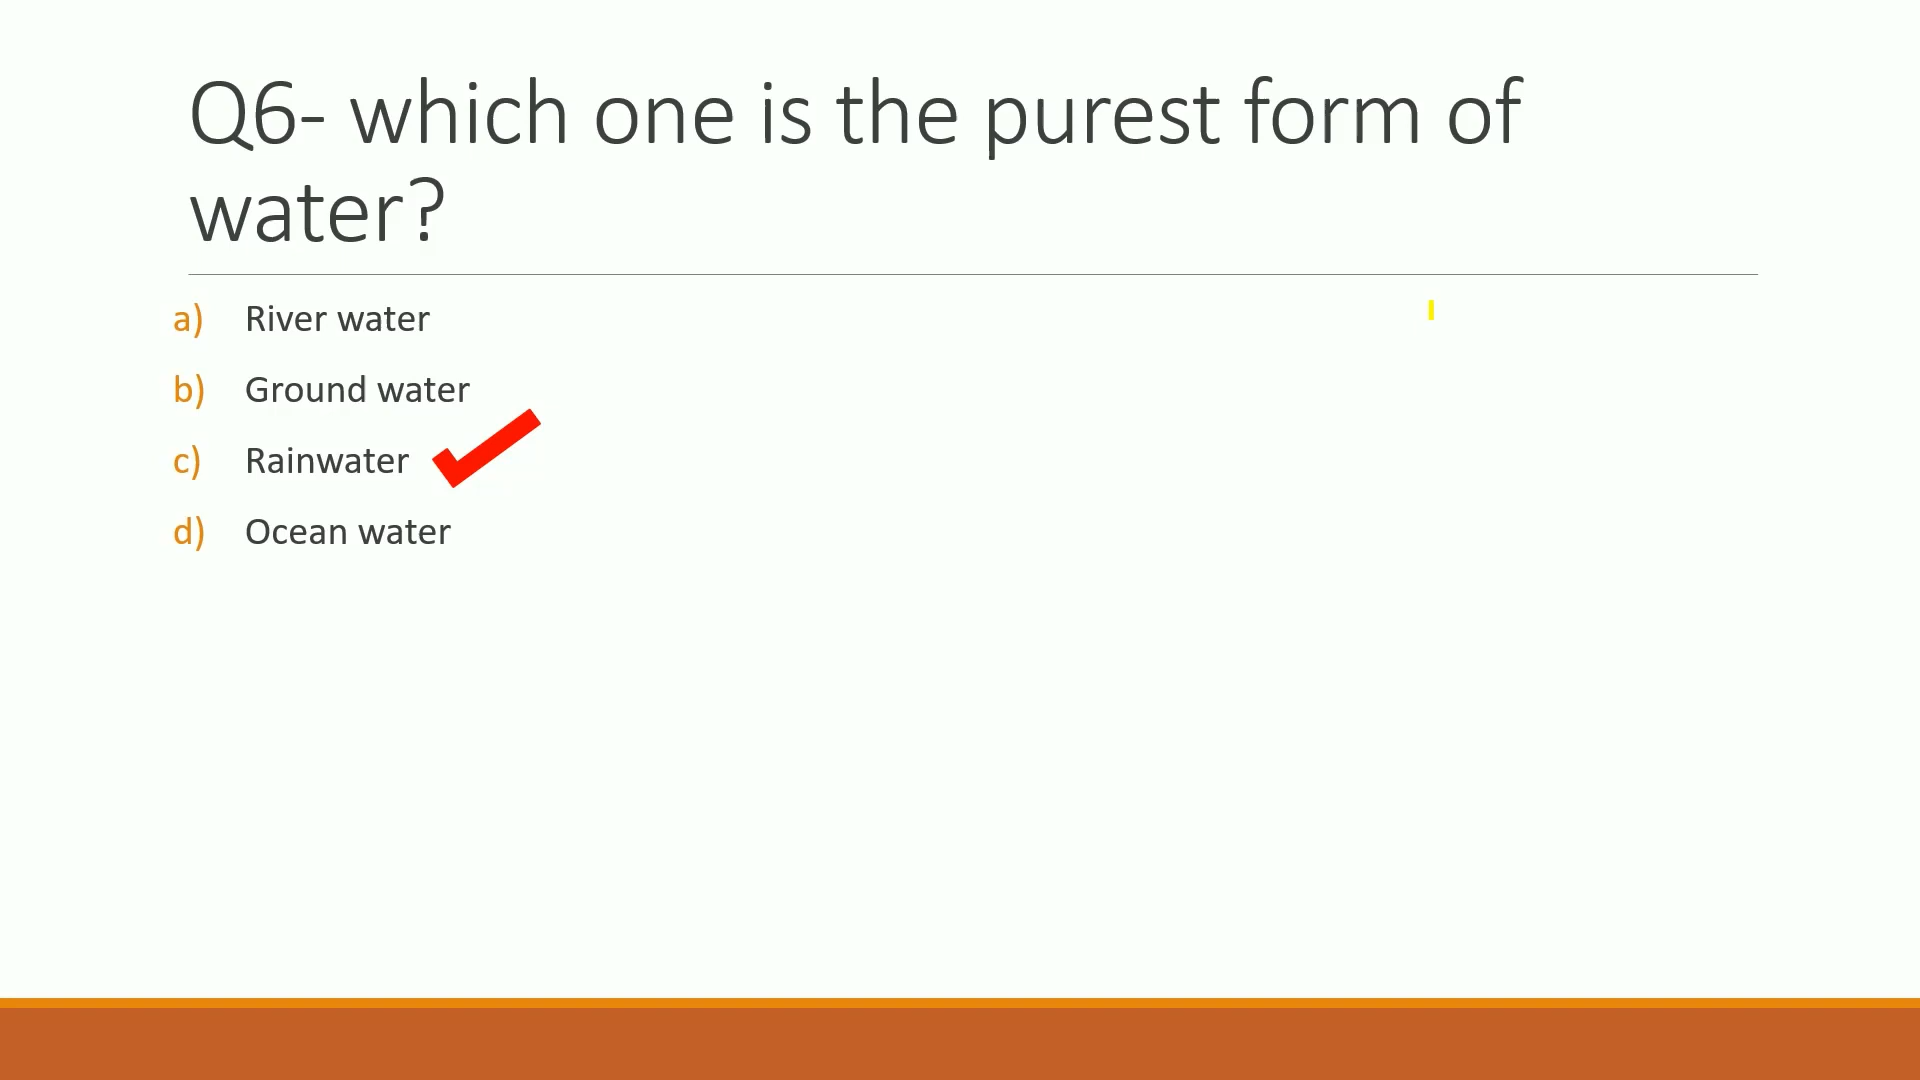 Q6- which one is the purest form of
water?
a) River water
b) Ground water
c) Rainwater
d) Ocean water